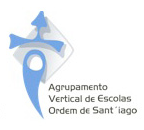 Agrupamento
Vertical de Escolas
Ordem de Sant´iago